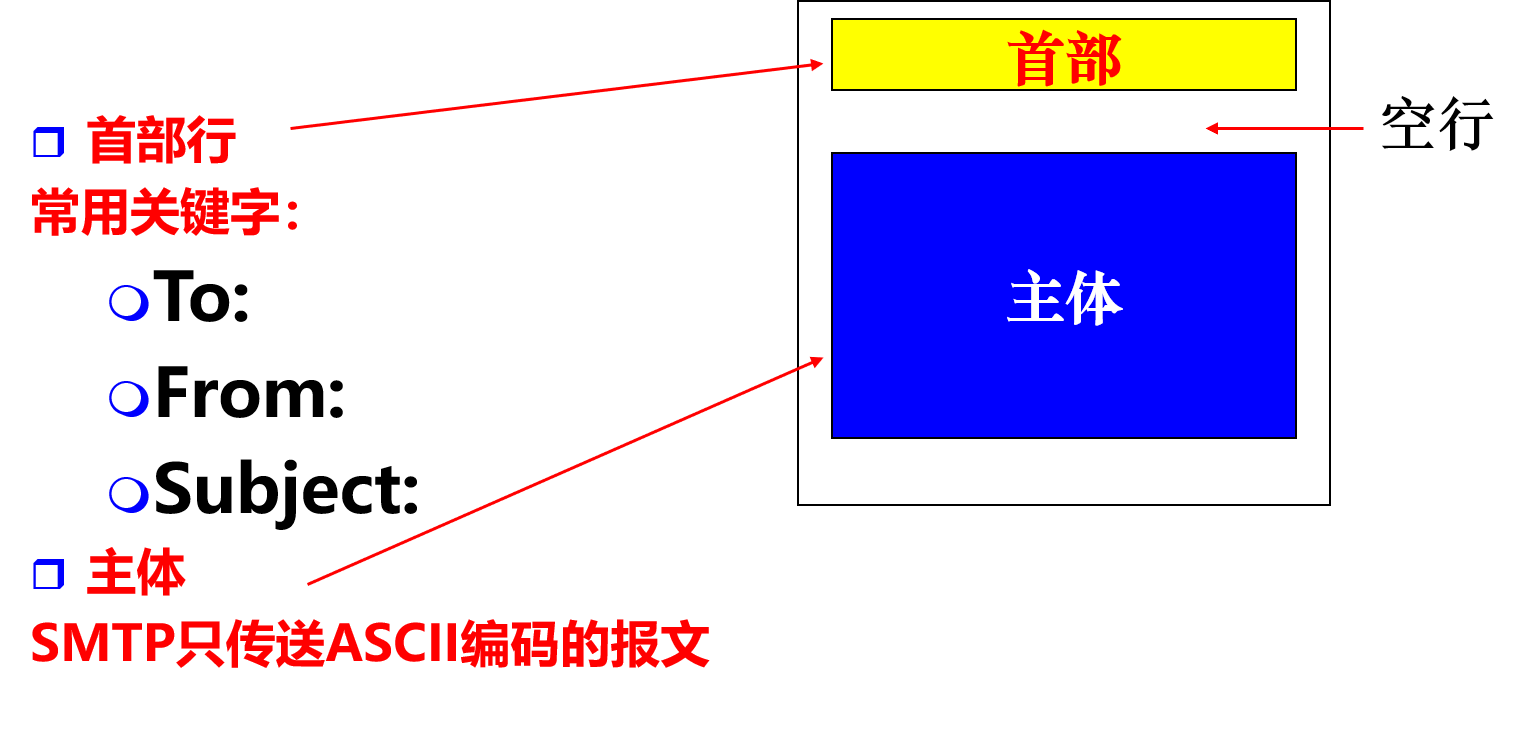 首部
空行
首部行
常用关键字：
To:
From:
Subject:
主体
主体
SMTP只传送ASCII编码的报文